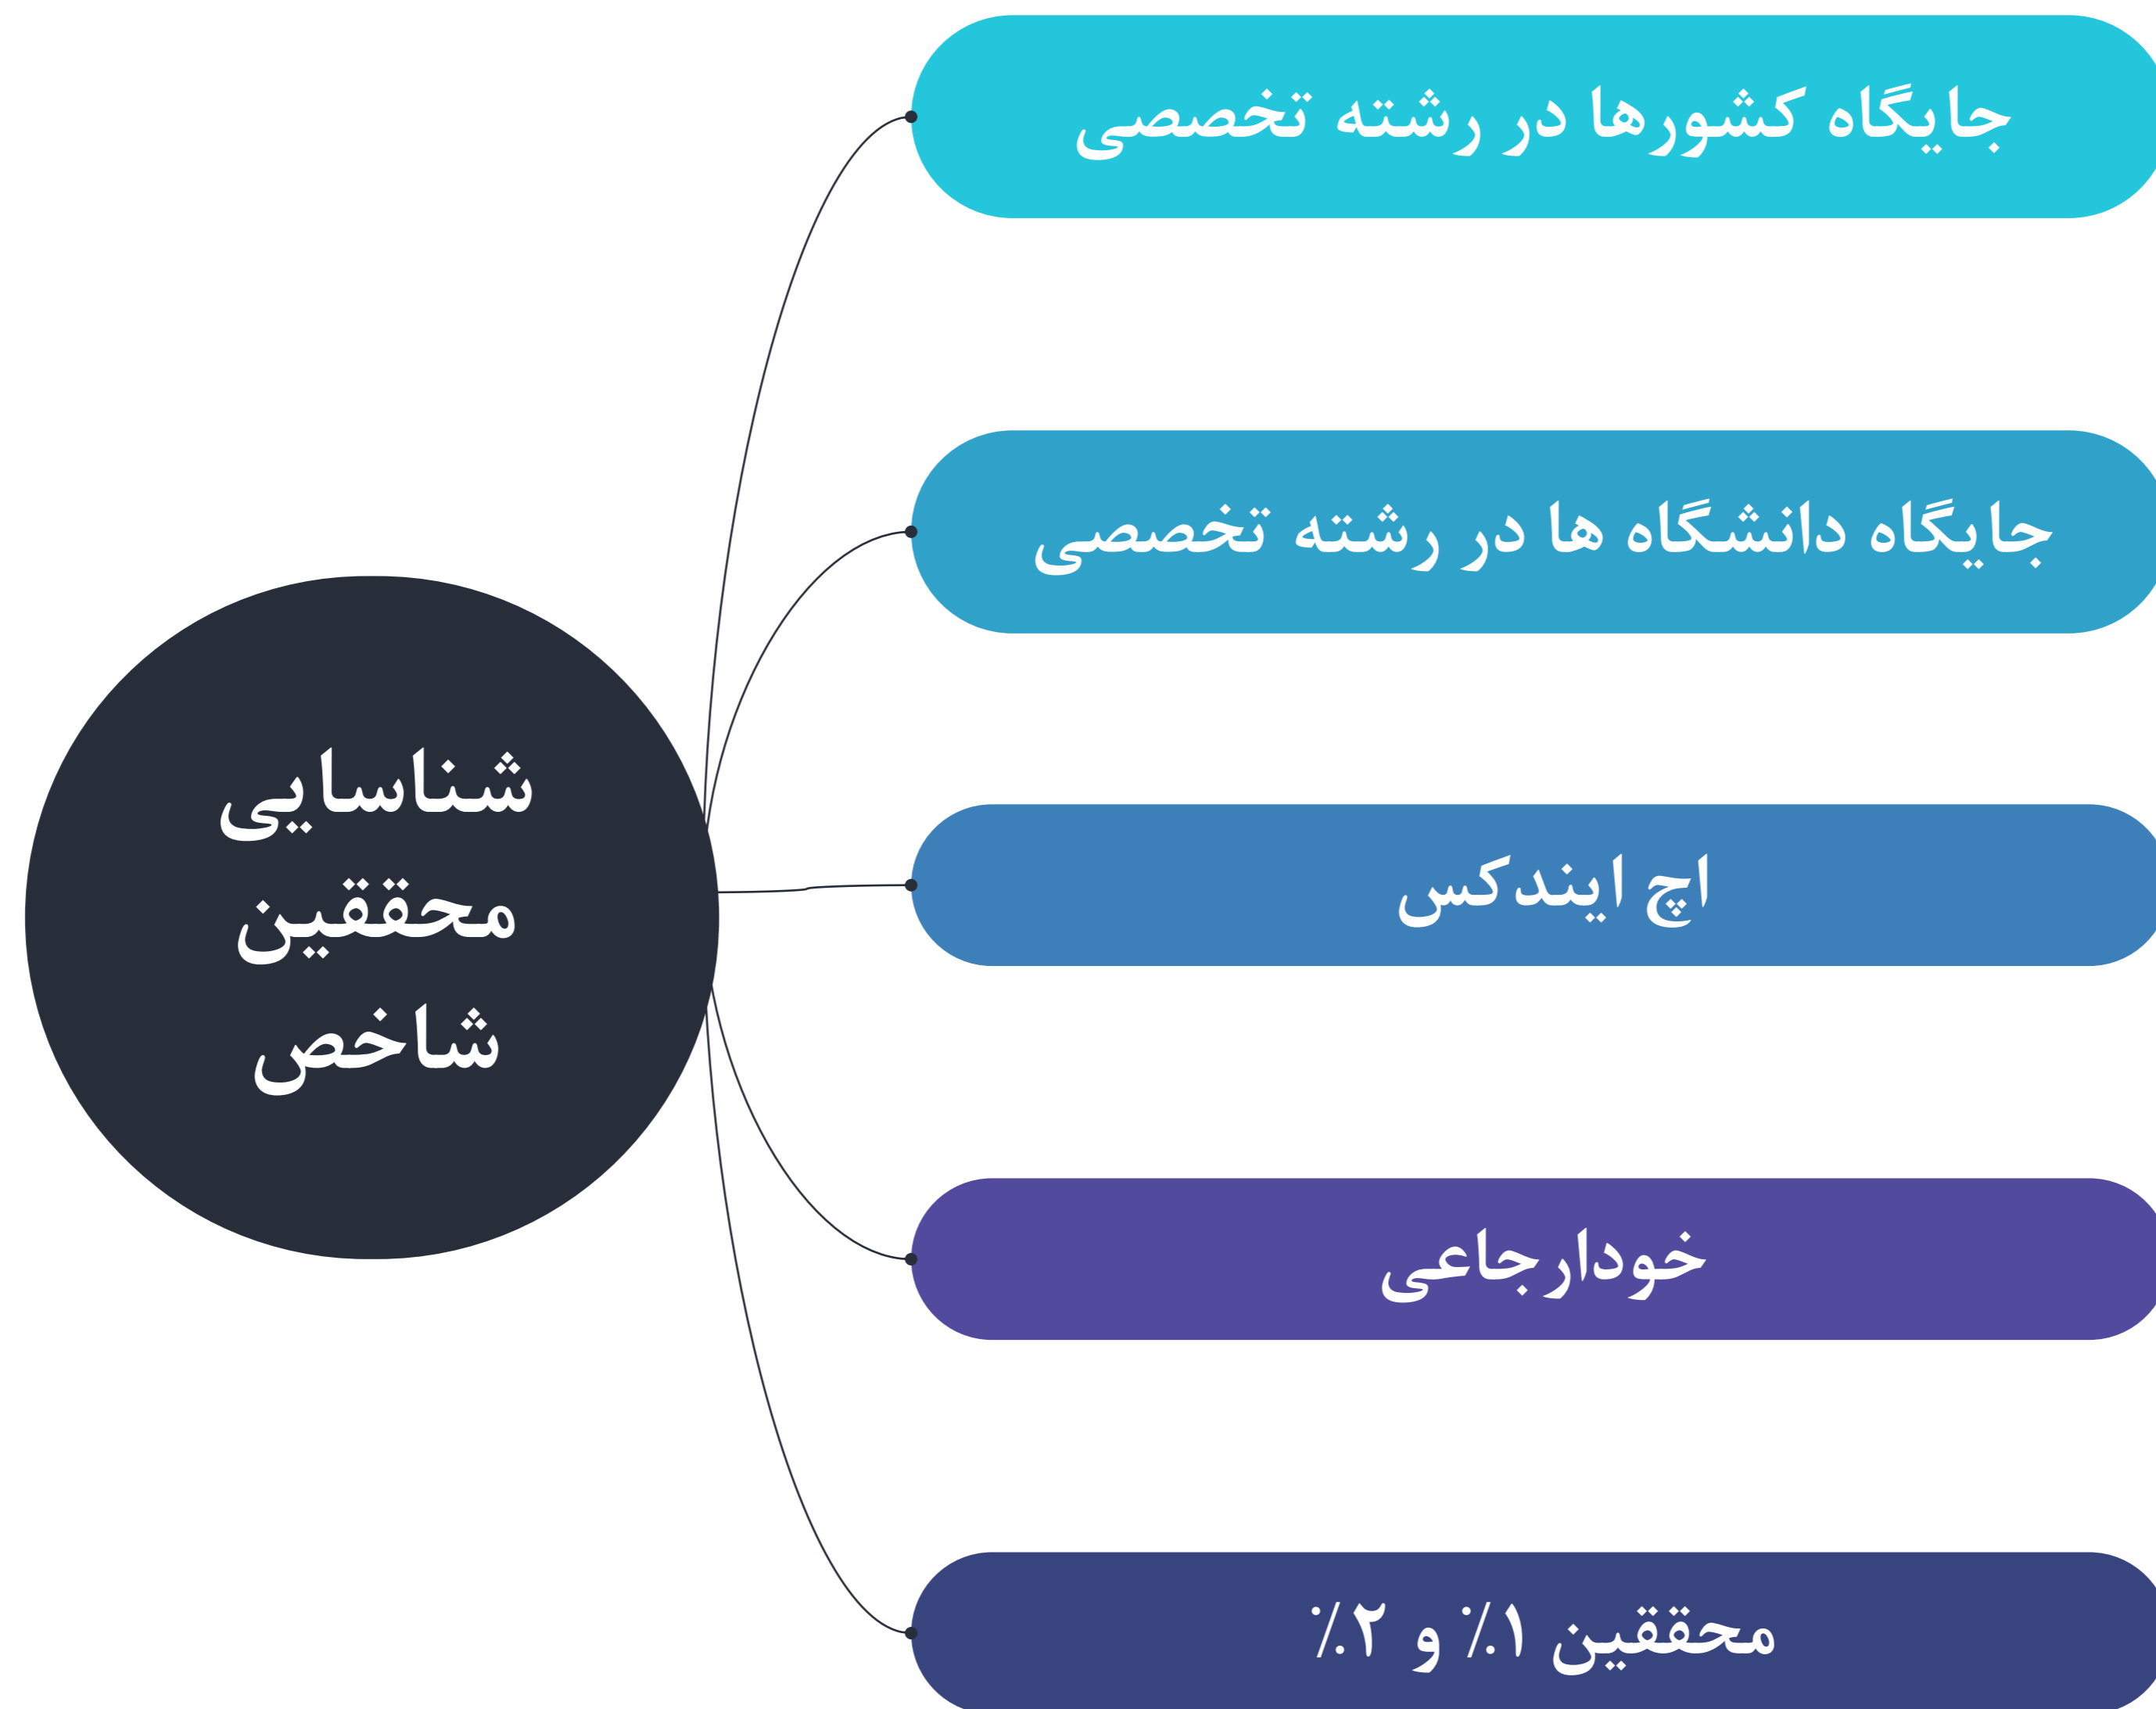 شناسایی
محققین
شاخص
جایگاه کشورها در رشته تخصصی
جایگاه دانشگاه ها در رشته تخصصی
اچ ایندکس
خودارجاعی
محققین ۱٪ و ۲٪